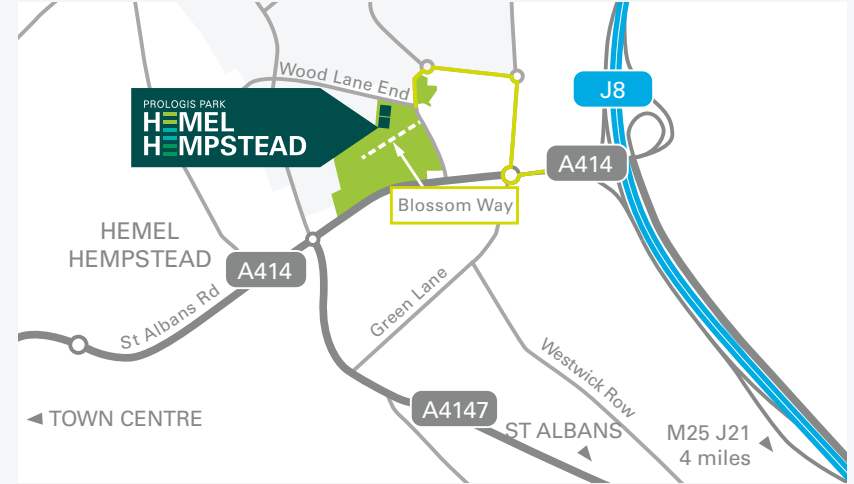 Wood Lane End
J8
PROLOGIS PARK
HEMEL
HEMPSTEAD
A414
Blossom Way
HEMEL
HEMPSTEAD
A414
St Albans Rd
Green Lane
Westwick Row
TOWN CENTRE
A4147
ST ALBANS
M25 J21
4 miles